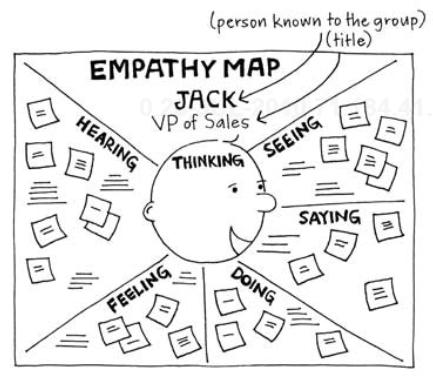 (person known to the group)
(title)
EMPATHY MAP
JACK
VP of Sales
HEARING
THINKING
SEEING
SAYING
FEELING
DOING